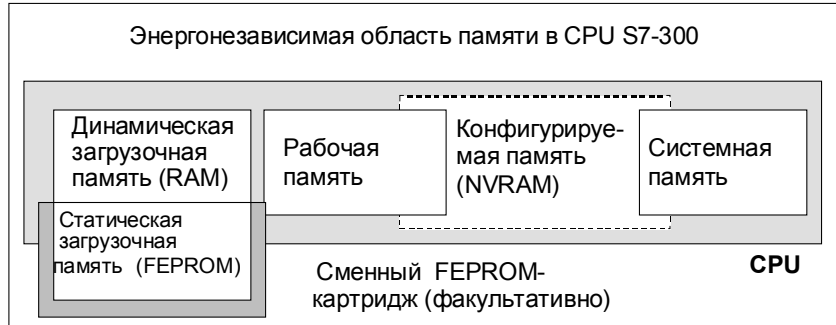 Энергонезависимая область памяти в CPU S7-300
Динамическая
загрузочная
память (RAM)
Статическая
загрузочная
память (FEPROM)
Рабочая
память
Конфигурируе-
мая память
(NVRAM)
Системная
память
Сменный FEPROM-
картридж (факультативно)
CPU